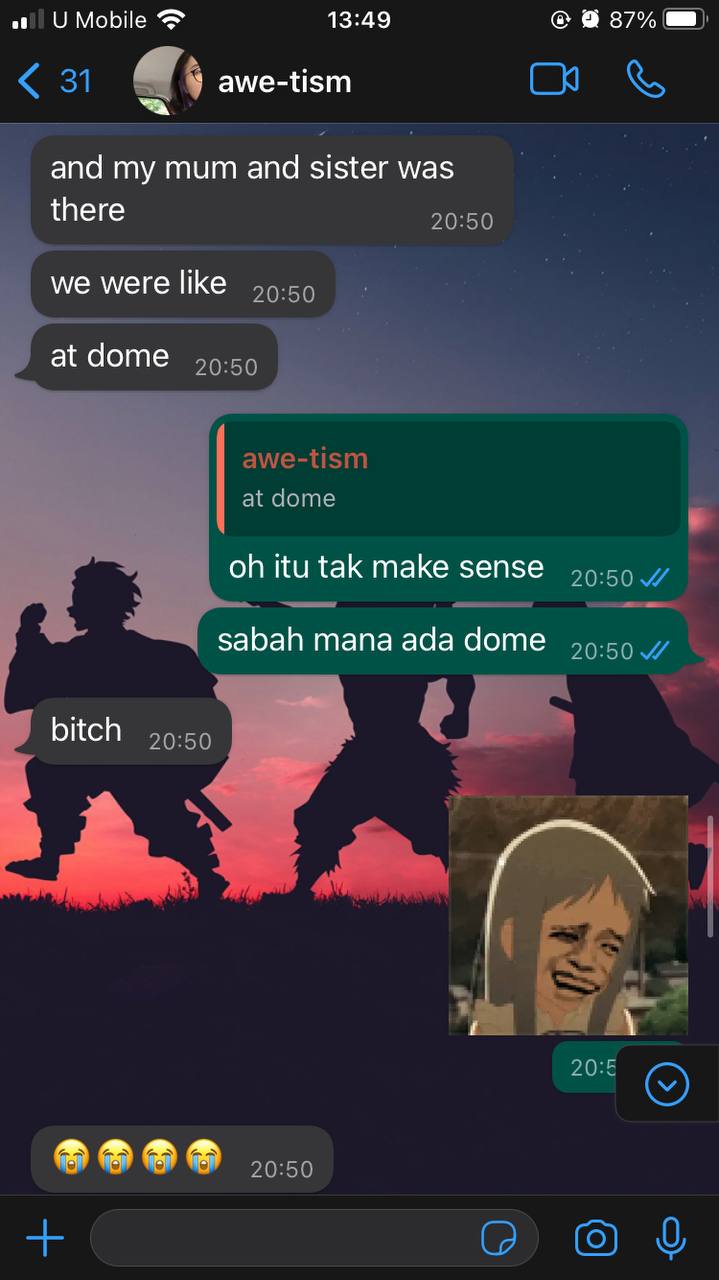 U Mobile 13:49 87%
31 awe-tism
and my mum and sister was
there 20:50
we were like 20:50
at dome 20:50
awe-tism
at dome
oh itu tak make sense 20:50
sabah mana ada dome 20:50
bitch 20:50
20:5
😭😭😭😭 20:50